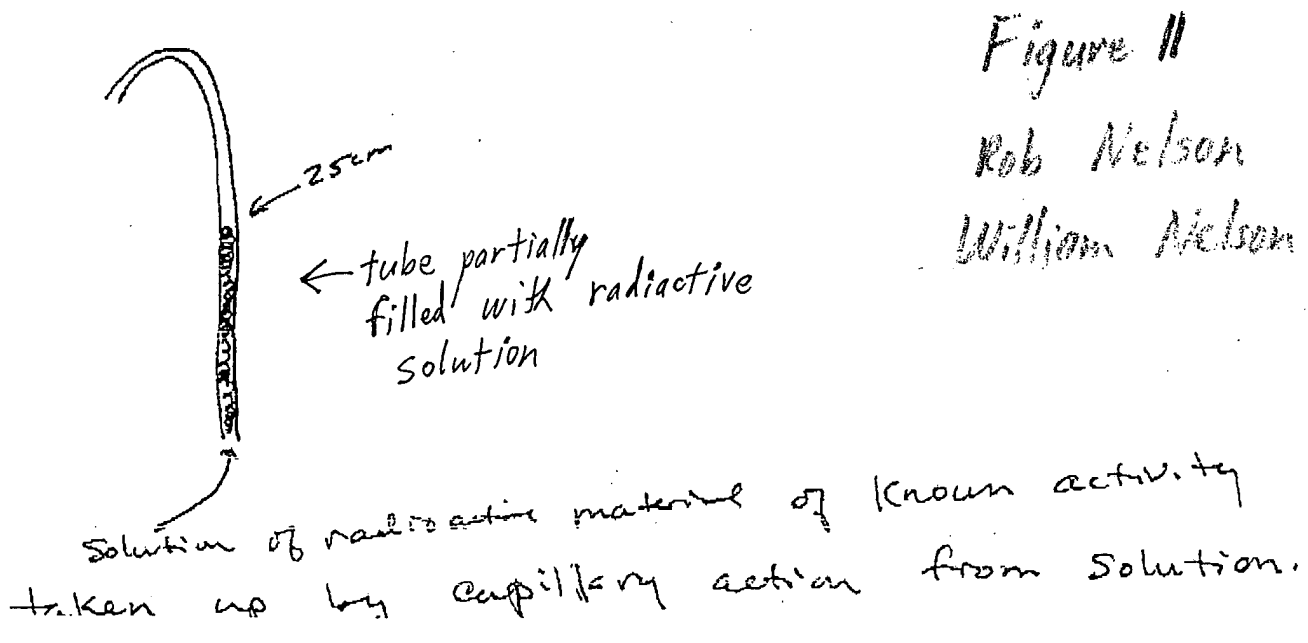 Figure 11
Rob Nelson
William Nelson
25cm
tube partially
filled with radiactive
solution
Solution of radioactive material of Known activity
taken up by capillary action from Solution.